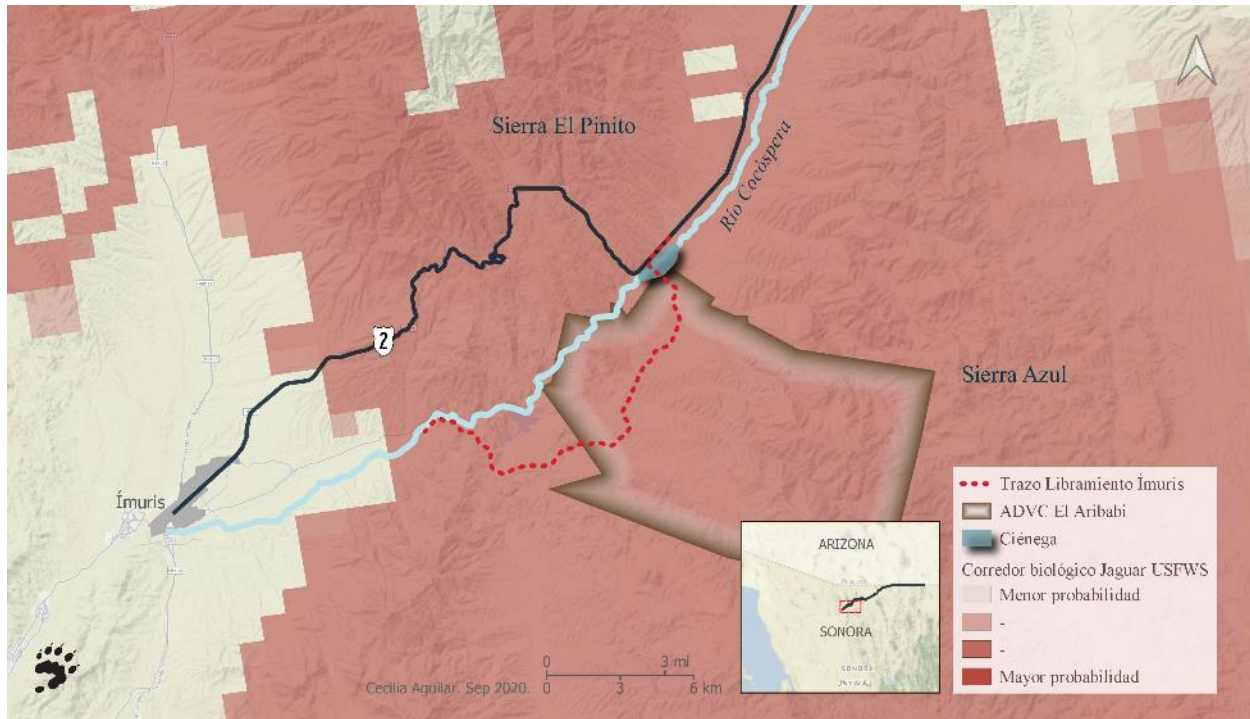 Sierra El Pinito
Río Cocóspera
2
Sierra Azul
Ímuris
Trazo Libramiento Ímuris
ADVC El Aribabi
Ciénega
Corredor biológico Jaguar USFWS
Menor probabilidad
-
-
Mayor probabilidad
ARIZONA
SONORA
SONORA
0 3 mi
Cecilia Aguilar. Sep 2020. 0 3 6 km